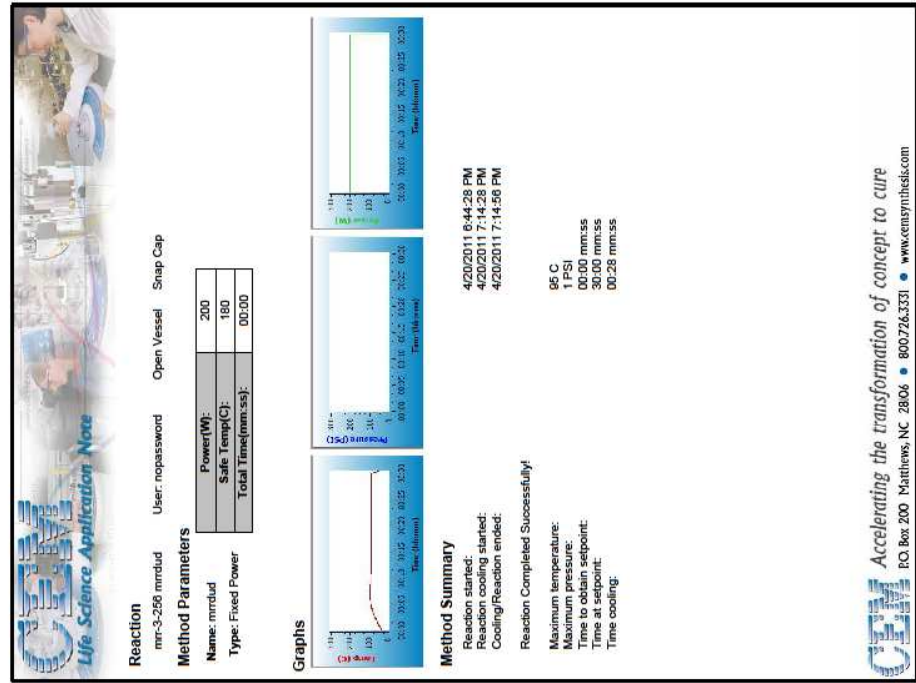 CEM
Life Science Application Note
Reaction
mrr-3-256 mrrdud User: nopassword Open Vessel Snap Cap
Method Parameters
Name: mrrdud
Type: Fixed Power
Power(W): 200
Safe Temp(C): 180
Total Time(mm:ss): 00:00
Graphs
Temp (C)
Time (hh:mm)
Pressure (PSI)
Time (hh:mm)
Power (W)
Time (hh:mm)
Method Summary
Reaction started: 4/20/2011 6:44:28 PM
Reaction cooling started: 4/20/2011 7:14:28 PM
Cooling/Reaction ended: 4/20/2011 7:14:56 PM
Reaction Completed Successfully!
Maximum temperature: 95 C
Maximum pressure: 1 PSI
Time to obtain setpoint: 00:00 mm:ss
Time at setpoint: 30:00 mm:ss
Time cooling: 00:28 mm:ss
CEM Accelerating the transformation of concept to cure
P.O. Box 200 Matthews, NC 28106 • 800.726.3331 • www.cemsynthesis.com